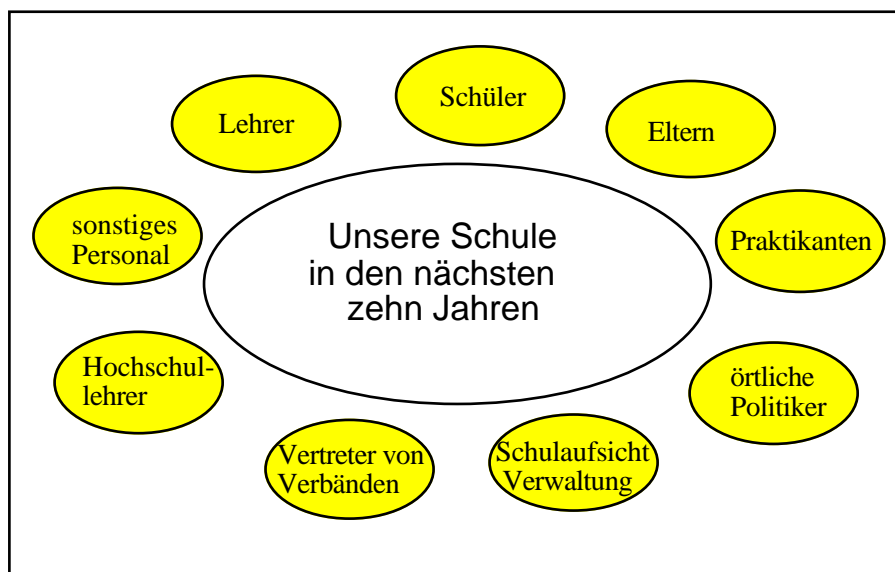 Schüler
Lehrer
Eltern
sonstiges
Personal
Unsere Schule
in den nächsten
zehn Jahren
Praktikanten
Hochschul-
lehrer
örtliche
Politiker
Vertreter von
Verbänden
Schulaufsicht
Verwaltung